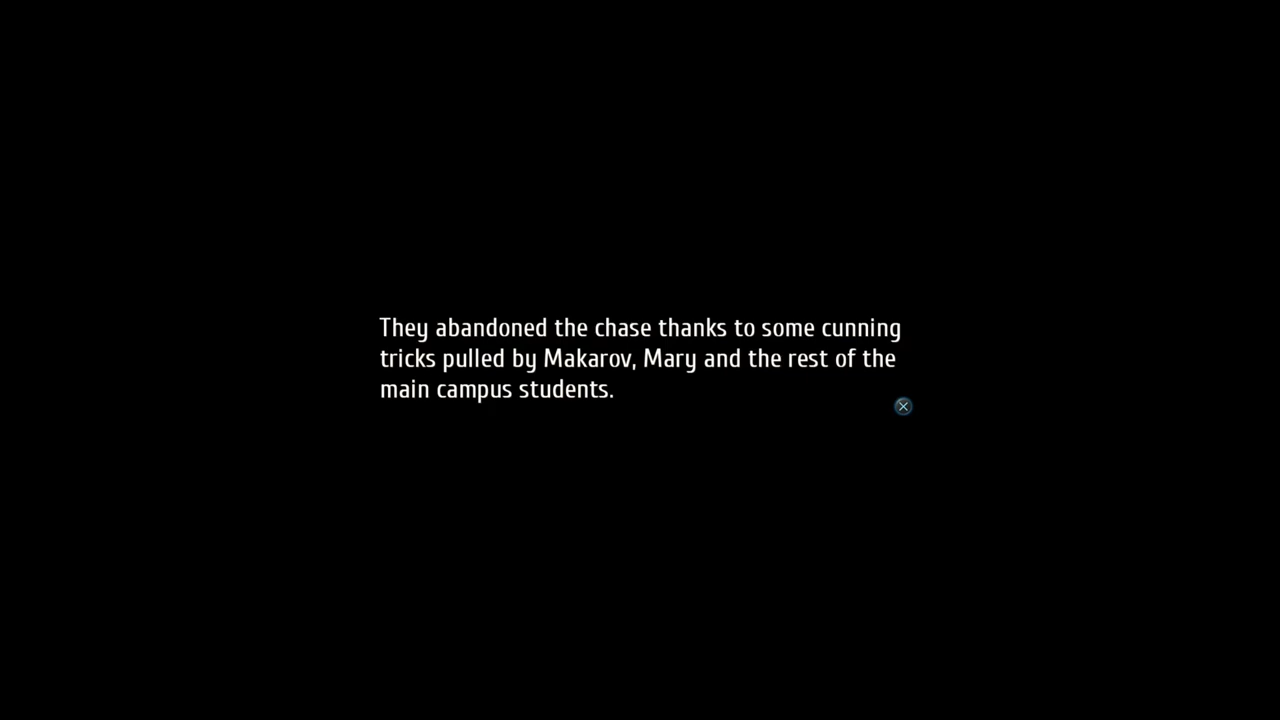 They abandoned the chase thanks to some cunning
tricks pulled by Makarov, Mary and the rest of the
main campus students.